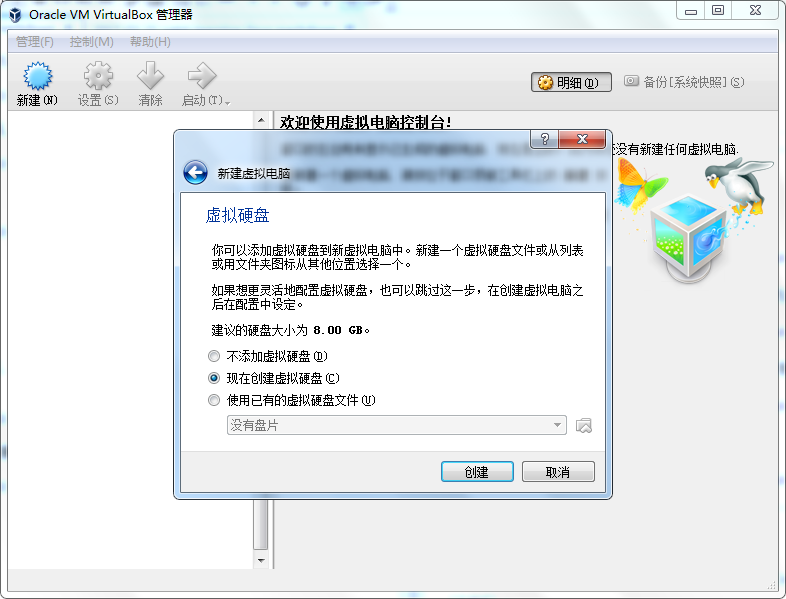 Oracle VM VirtualBox 管理器
管理(F) 控制(M) 帮助(H)
新建(N) 设置(S) 清除 启动(T) 明细(D) 备份[系统快照](S)
欢迎使用虚拟电脑控制台!
没有新建任何虚拟电脑.
新建虚拟电脑
虚拟硬盘
你可以添加虚拟硬盘到新虚拟电脑中。新建一个虚拟硬盘文件或从列表
或用文件夹图标从其他位置选择一个。
如果想更灵活地配置虚拟硬盘,也可以跳过这一步,在创建虚拟电脑之
后在配置中设定。
建议的硬盘大小为 8.00 GB。
不添加虚拟硬盘(D)
现在创建虚拟硬盘(C)
使用已有的虚拟硬盘文件(U)
没有盘片
创建 取消